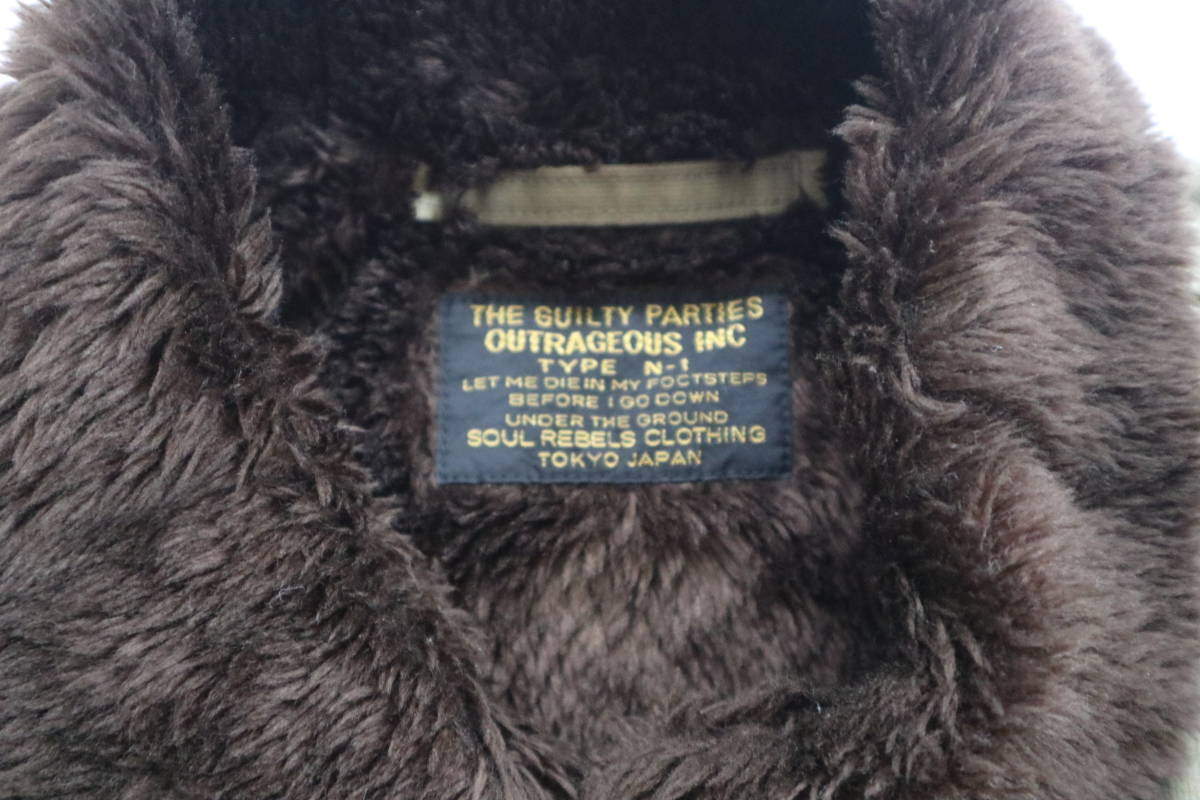 THE GUILTY PARTIES
OUTRAGEOUS INC
TYPE N-1
LET ME DIE IN MY FOOTSTEPS
BEFORE I GO DOWN
UNDER THE GROUND
SOUL REBELS CLOTHING
TOKYO JAPAN